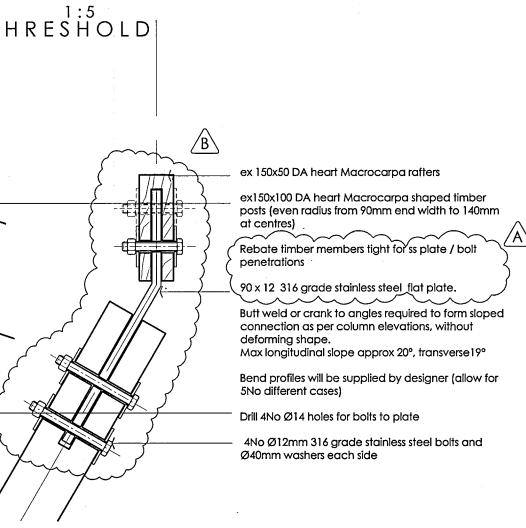 1:5
HRESHOLD
B
ex 150x50 DA heart Macrocarpa rafters
ex150x100 DA heart Macrocarpa shaped timber
posts (even radius from 90mm end width to 140mm
at centres)
A
Rebate timber members tight for ss plate / bolt
penetrations
90 x 12 316 grade stainless steel flat plate.
Butt weld or crank to angles required to form sloped
connection as per column elevations, without
deforming shape.
Max longitudinal slope approx 20°, transverse19°
Bend profiles will be supplied by designer (allow for
5No different cases)
Drill 4No Ø14 holes for bolts to plate
4No Ø12mm 316 grade stainless steel bolts and
Ø40mm washers each side